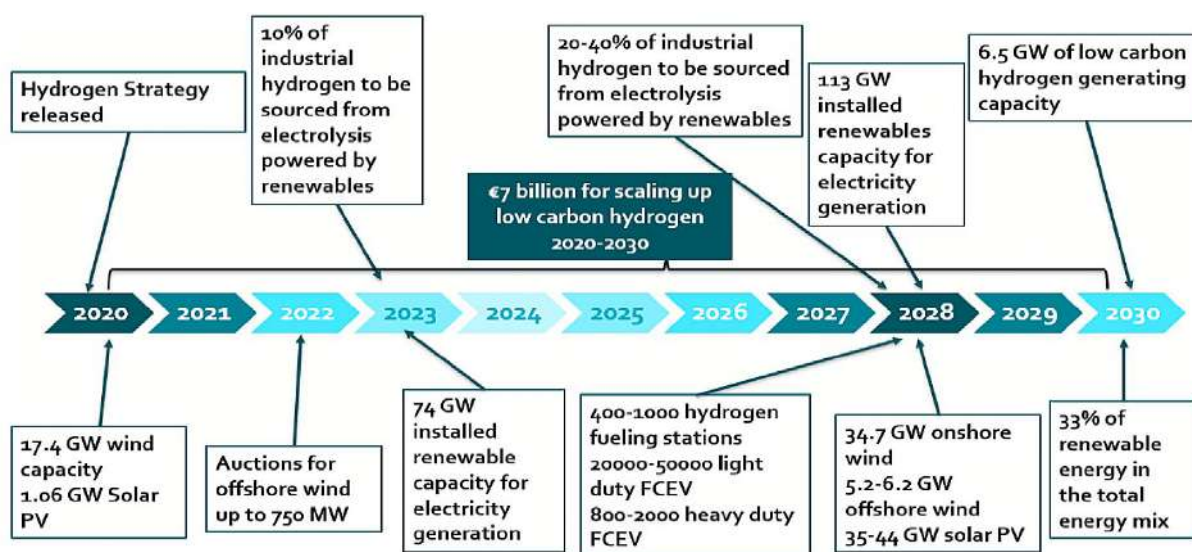 Hydrogen Strategy
released
10% of
industrial
hydrogen to be
sourced from
electrolysis
powered by
renewables
20-40% of industrial
hydrogen to be sourced
from electrolysis
powered by renewables
113 GW
installed
renewables
capacity for
electricity
generation
6.5 GW of low carbon
hydrogen generating
capacity
€7 billion for scaling up
low carbon hydrogen
2020-2030
2020 2021 2022 2023 2024 2025 2026 2027 2028 2029 2030
17.4 GW wind
capacity
1.06 GW Solar
PV
Auctions for
offshore wind
up to 750 MW
74 GW
installed
renewable
capacity for
electricity
generation
400-1000 hydrogen
fueling stations
20000-50000 light
duty FCEV
800-2000 heavy duty
FCEV
34.7 GW onshore
wind
5.2-6.2 GW
offshore wind
35-44 GW solar PV
33% of
renewable
energy in
the total
energy mix